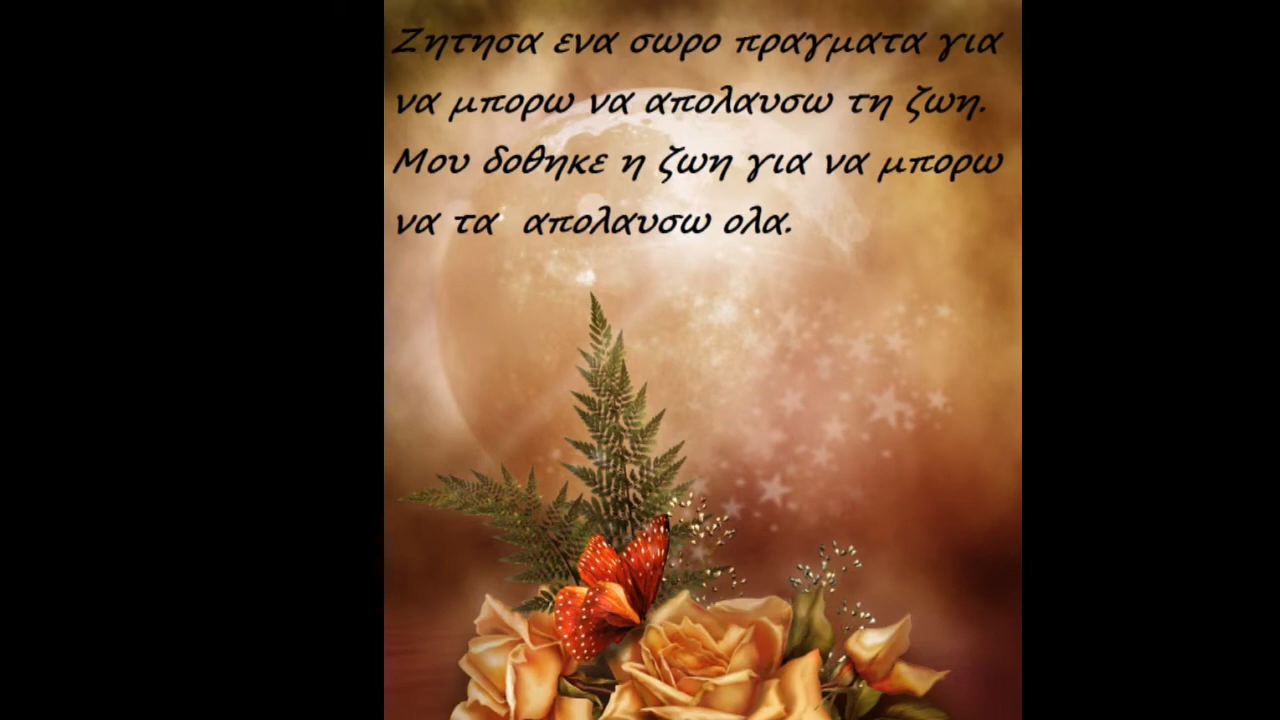 Ζητησα ενα σωρο πραγματα για
να μπορω να απολαυσω τη ζωη.
Μου δοθηκε η ζωη για να μπορω
να τα απολαυσω ολα.